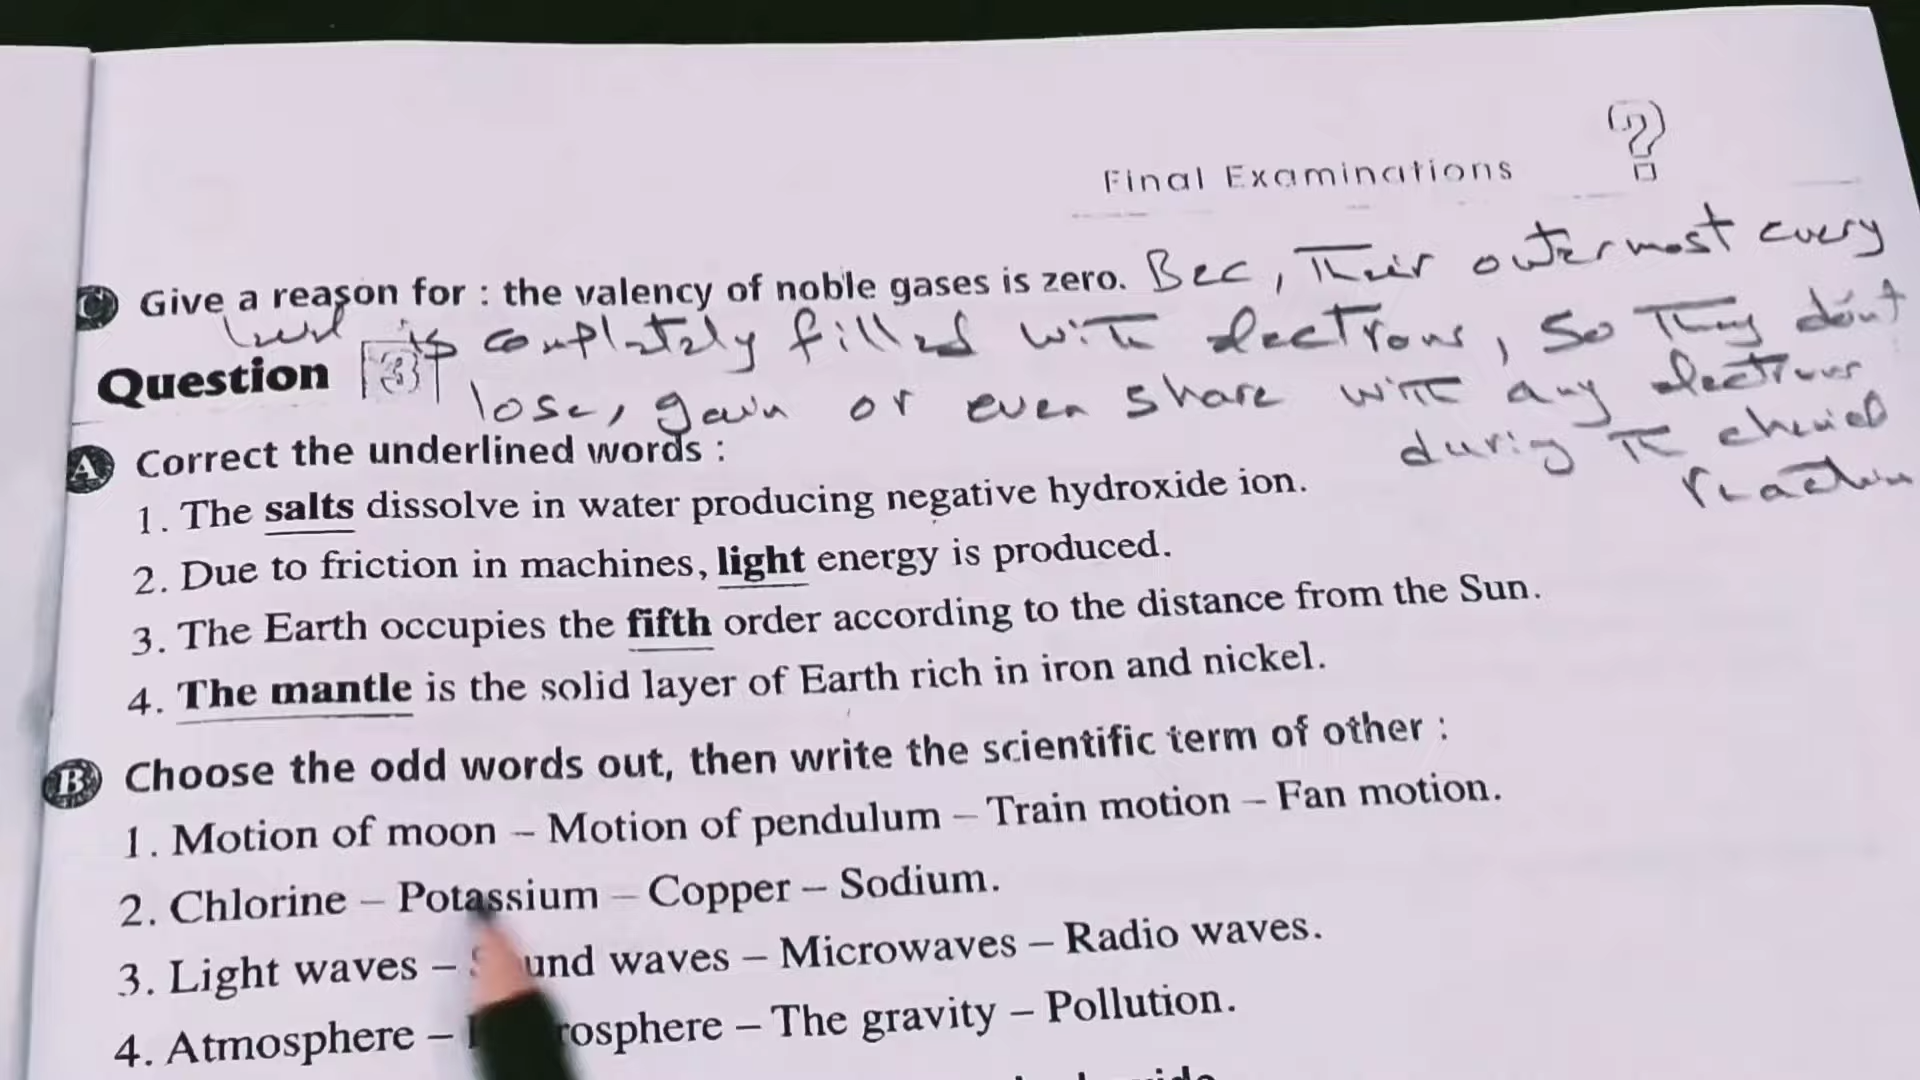 Final Examinations
?
C Give a reason for : the valency of noble gases is zero. Bec, Their outermost every
level is completely filled with electrons, So They don't
Question 3
lose, gain or even share with any electrons
during The chemical
reaction
A Correct the underlined words :
1. The salts dissolve in water producing negative hydroxide ion.
2. Due to friction in machines, light energy is produced.
3. The Earth occupies the fifth order according to the distance from the Sun.
4. The mantle is the solid layer of Earth rich in iron and nickel.
B Choose the odd words out, then write the scientific term of other :
1. Motion of moon – Motion of pendulum – Train motion – Fan motion.
2. Chlorine – Potassium – Copper – Sodium.
3. Light waves – Sound waves – Microwaves – Radio waves.
4. Atmosphere – rosphere – The gravity – Pollution.